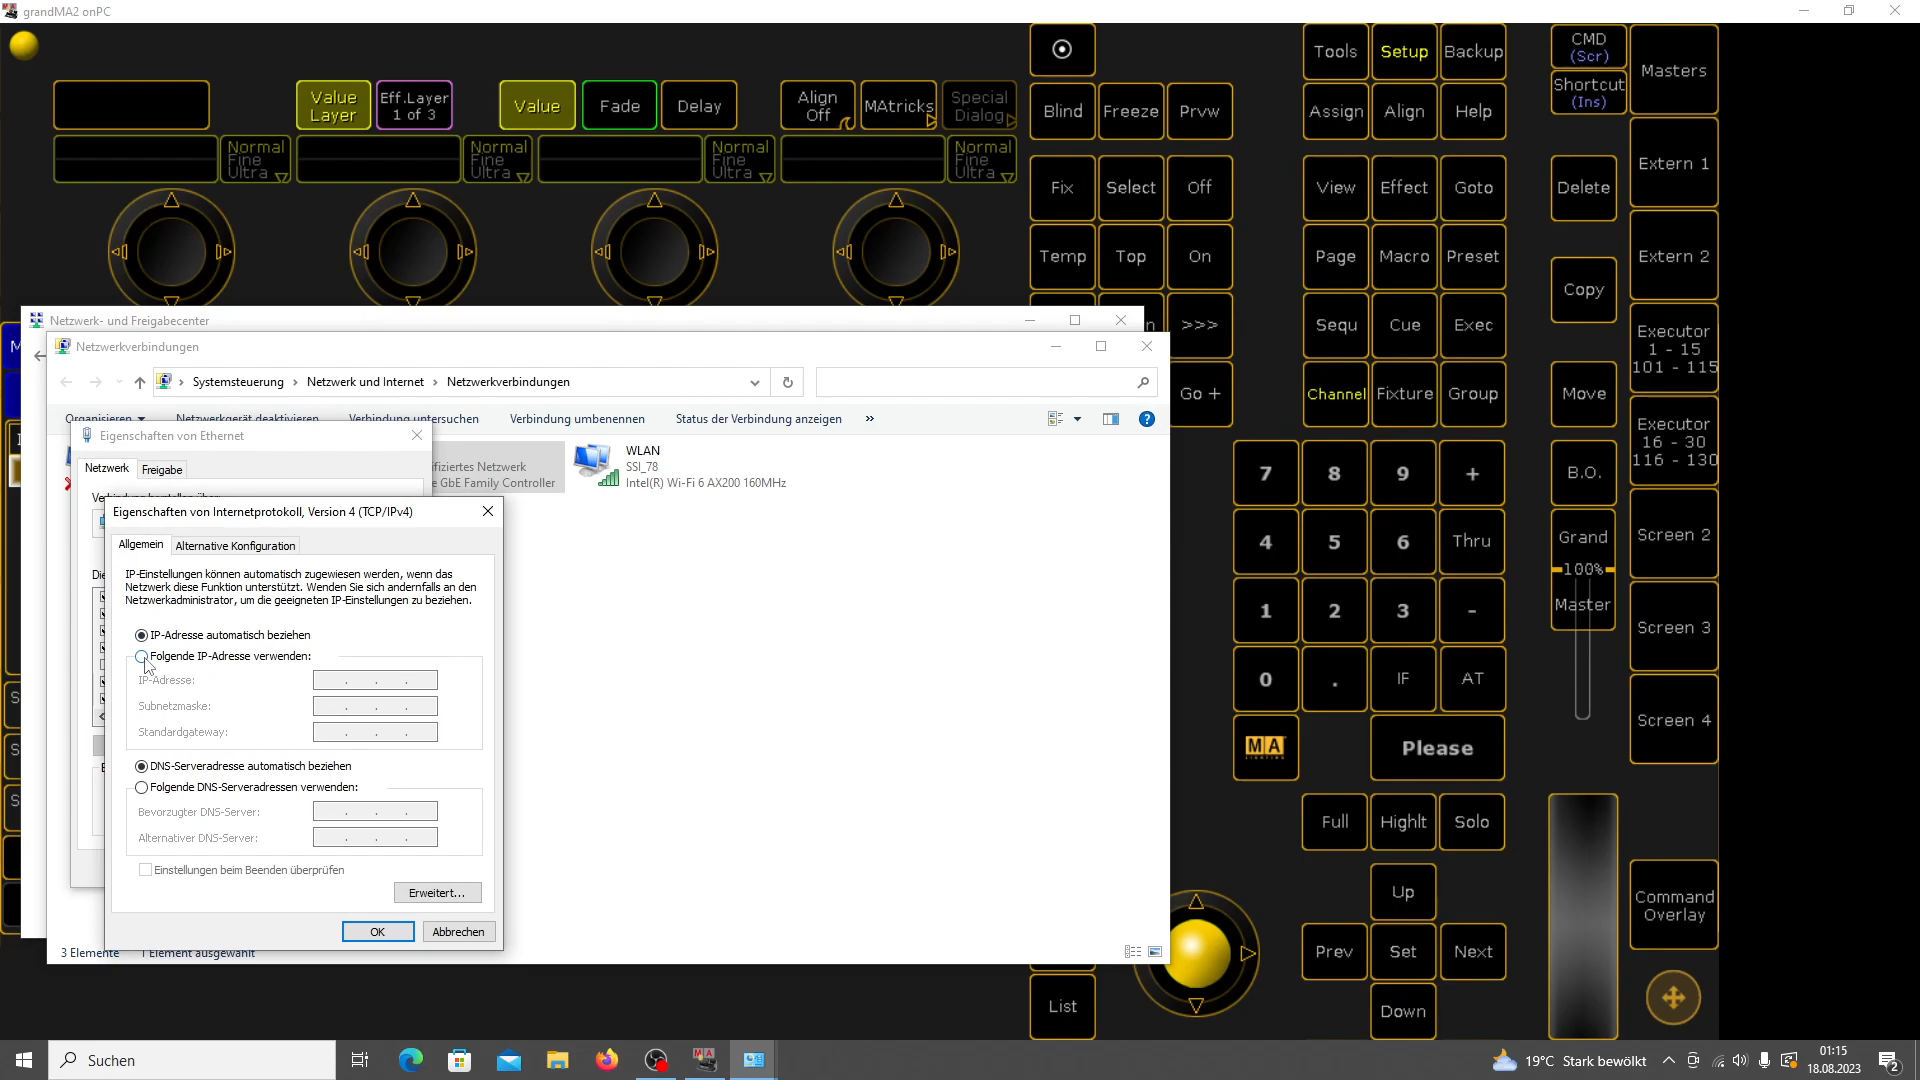 grandMA2 onPC
Value
Layer
Eff.Layer
1 of 3
Value
Fade
Delay
Align
Off
MAtricks
Special
Dialog
Normal
Fine
Ultra
Normal
Fine
Ultra
Normal
Fine
Ultra
Normal
Fine
Ultra
Tools
Setup
Backup
CMD
(Scr)
Shortcut
(Ins)
Masters
Blind
Freeze
Prvw
Assign
Align
Help
Extern 1
Fix
Select
Off
View
Effect
Goto
Delete
Temp
Top
On
Page
Macro
Preset
Extern 2
Copy
>>>
Sequ
Cue
Exec
Executor
1 - 15
101 - 115
Go +
Channel
Fixture
Group
Move
Executor
16 - 30
116 - 130
7
8
9
+
B.O.
4
5
6
Thru
Grand
100%
Master
Screen 2
1
2
3
-
Screen 3
0
.
IF
AT
Screen 4
MA
LIGHTING
Please
Full
Highlt
Solo
Up
Command
Overlay
Prev
Set
Next
List
Down
Netzwerk- und Freigabecenter
Netzwerkverbindungen
Systemsteuerung
Netzwerk und Internet
Netzwerkverbindungen
Organisieren
Netzwerkgerät deaktivieren
Verbindung untersuchen
Verbindung umbenennen
Status der Verbindung anzeigen
»
ifiziertes Netzwerk
e GbE Family Controller
WLAN
SSI_78
Intel(R) Wi-Fi 6 AX200 160MHz
Eigenschaften von Ethernet
Netzwerk
Freigabe
Verbindung herstellen über:
Die
Eigenschaften von Internetprotokoll, Version 4 (TCP/IPv4)
Allgemein
Alternative Konfiguration
IP-Einstellungen können automatisch zugewiesen werden, wenn das
Netzwerk diese Funktion unterstützt. Wenden Sie sich andernfalls an den
Netzwerkadministrator, um die geeigneten IP-Einstellungen zu beziehen.
IP-Adresse automatisch beziehen
Folgende IP-Adresse verwenden:
IP-Adresse:
Subnetzmaske:
Standardgateway:
DNS-Serveradresse automatisch beziehen
Folgende DNS-Serveradressen verwenden:
Bevorzugter DNS-Server:
Alternativer DNS-Server:
Einstellungen beim Beenden überprüfen
Erweitert...
OK
Abbrechen
3 Elemente
1 Element ausgewählt
Suchen
19°C Stark bewölkt
01:15
18.08.2023
2